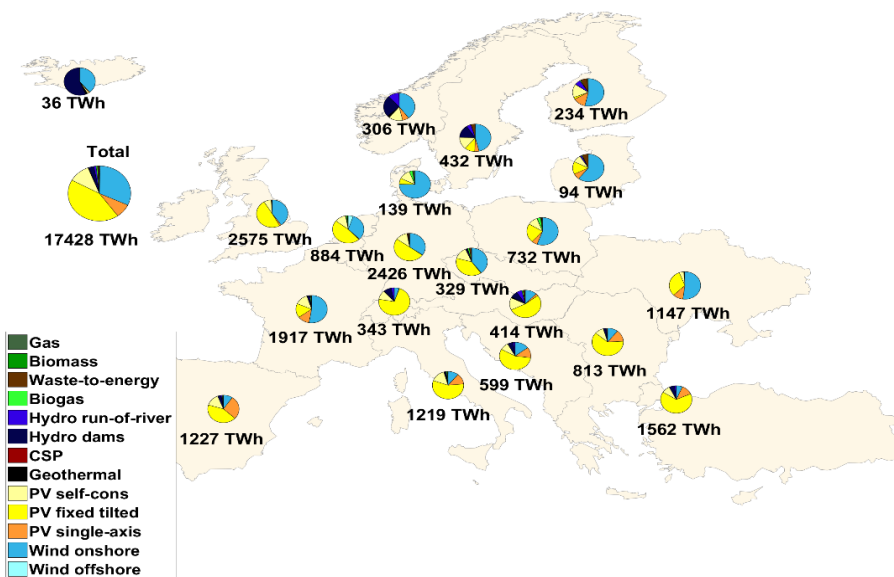 36 TWh
306 TWh
234 TWh
432 TWh
Total
94 TWh
139 TWh
17428 TWh
2575 TWh
884 TWh
732 TWh
2426 TWh
329 TWh
1147 TWh
1917 TWh
343 TWh
414 TWh
813 TWh
599 TWh
1219 TWh
1227 TWh
1562 TWh
Gas
Biomass
Waste-to-energy
Biogas
Hydro run-of-river
Hydro dams
CSP
Geothermal
PV self-cons
PV fixed tilted
PV single-axis
Wind onshore
Wind offshore